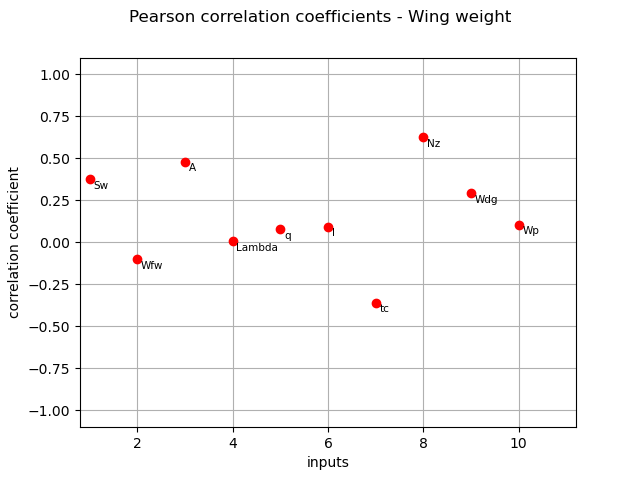 Pearson correlation coefficients - Wing weight
1.00
0.75
0.50
0.25
0.00
−0.25
−0.50
−0.75
−1.00
correlation coefficient
Sw
Wfw
A
Lambda
q
l
tc
Nz
Wdg
Wp
2 4 6 8 10
inputs